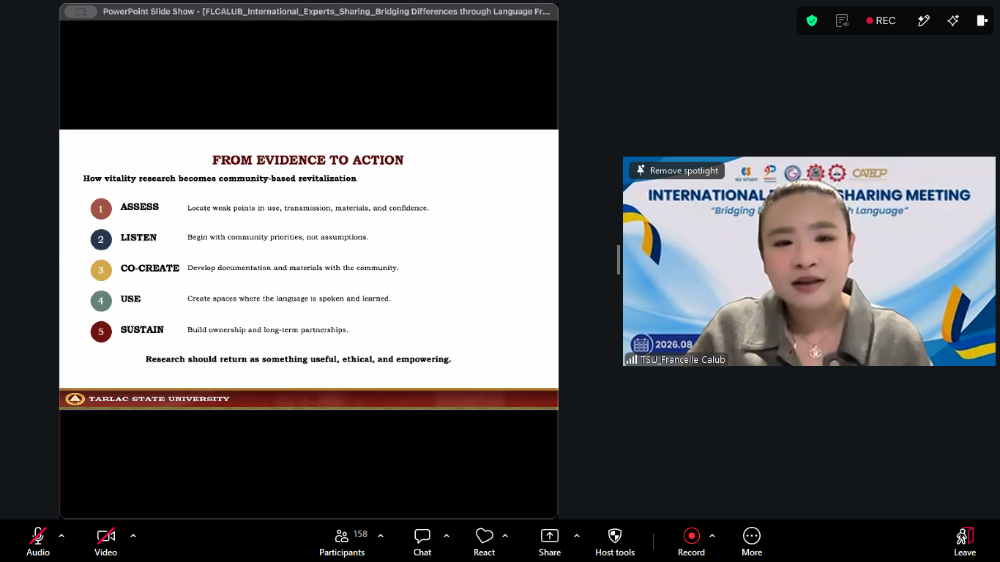 PowerPoint Slide Show - [FLCALUB_International_Experts_Sharing_Bridging Differences through Language Fr...
REC
FROM EVIDENCE TO ACTION
How vitality research becomes community-based revitalization
1 ASSESS Locate weak points in use, transmission, materials, and confidence.
2 LISTEN Begin with community priorities, not assumptions.
3 CO-CREATE Develop documentation and materials with the community.
4 USE Create spaces where the language is spoken and learned.
5 SUSTAIN Build ownership and long-term partnerships.
Research should return as something useful, ethical, and empowering.
TARLAC STATE UNIVERSITY
Remove spotlight
GO STUDY
CATECP
INTERNATIONAL SHARING MEETING
"Bridging Language"
2026.08
TSU_Francelle Calub
Audio Video Participants 158 Chat React Share Host tools Record More Leave